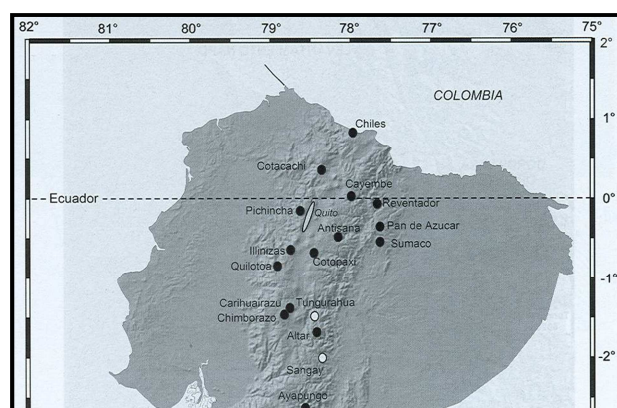 82°
81°
80°
79°
78°
77°
76°
75°
2°
COLOMBIA
1°
Chiles
Cotacachi
Cayembe
Ecuador
0°
Reventador
Pichincha
Quito
Pan de Azucar
Antisana
Sumaco
Illinizas
Cotopaxi
Quilotoa
-1°
Carihuairazu
Tungurahua
Chimborazo
Altar
-2°
Sangay
Ayapungo